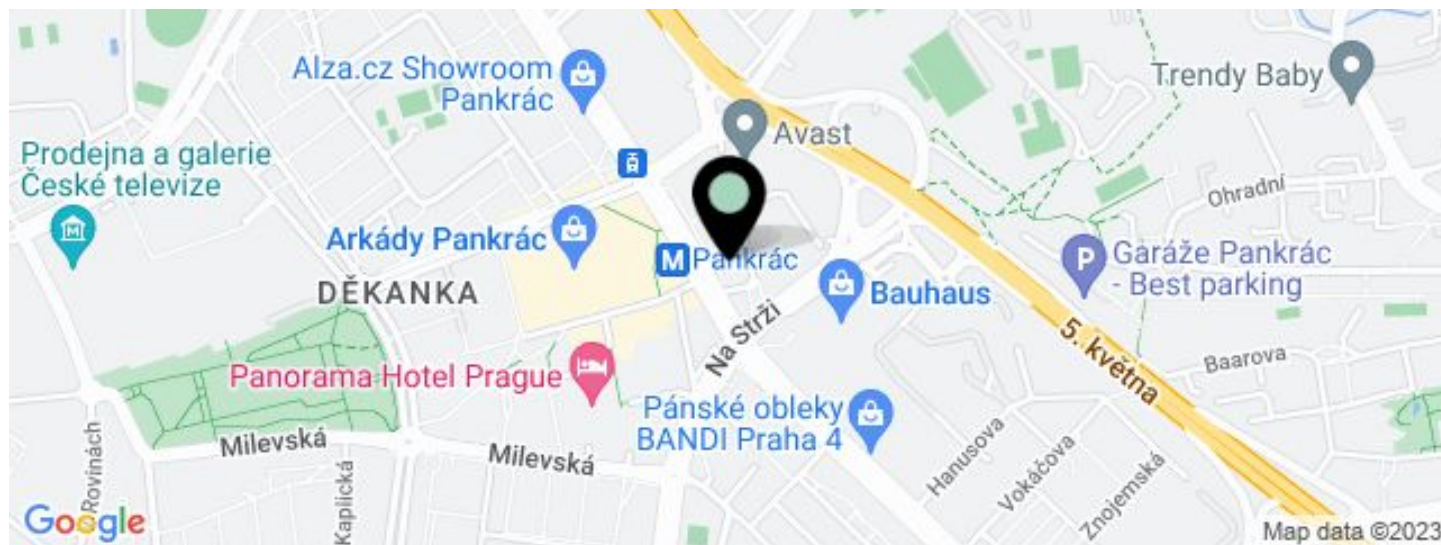 Alza.cz Showroom
Pankrác
Trendy Baby
Avast
Prodejna a galerie
České televize
Ohradní
Arkády Pankrác
M Pankrác
P
Garáže Pankrác
- Best parking
DĚKANKA
Bauhaus
Na Strži
5. května
Baarova
Panorama Hotel Prague
Pánské obleky
BANDI Praha 4
Milevská
Milevská
Hanusova
Vokáčova
Znojemská
Rovinách
Kaplická
Google
Map data ©2023